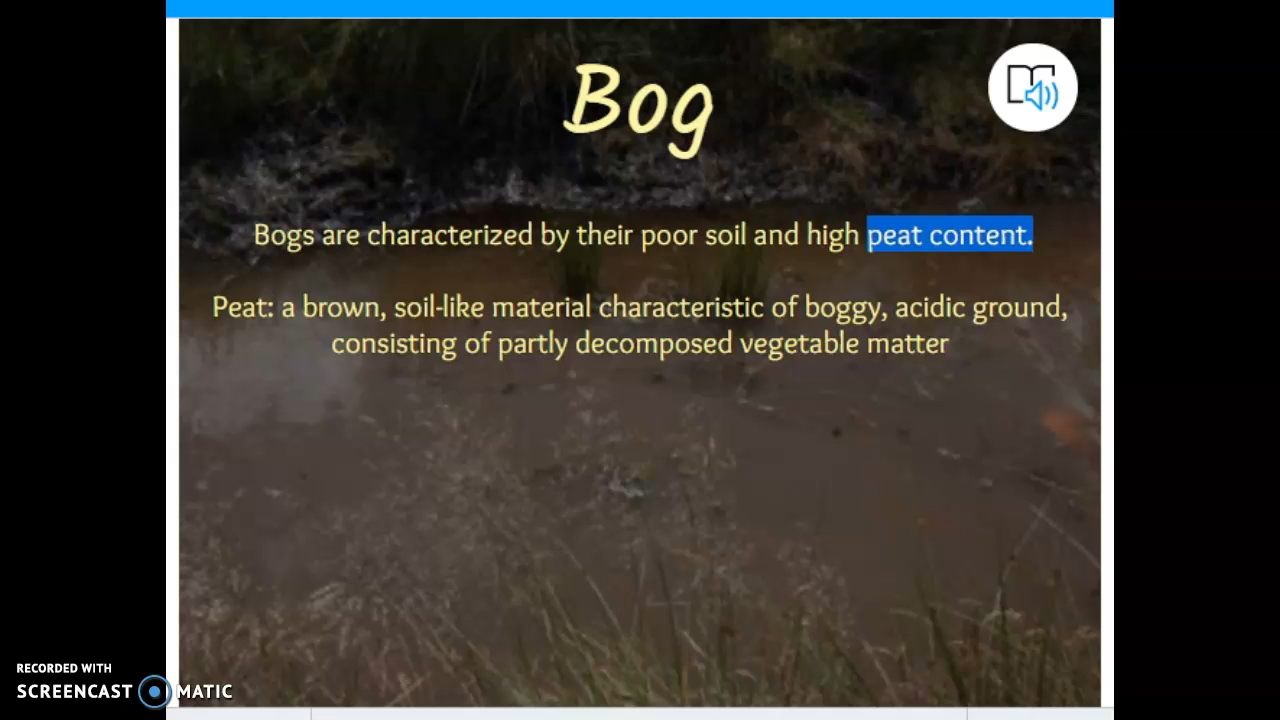 Bog
Bogs are characterized by their poor soil and high peat content.
Peat: a brown, soil-like material characteristic of boggy, acidic ground,
consisting of partly decomposed vegetable matter
RECORDED WITH
SCREENCAST MATIC